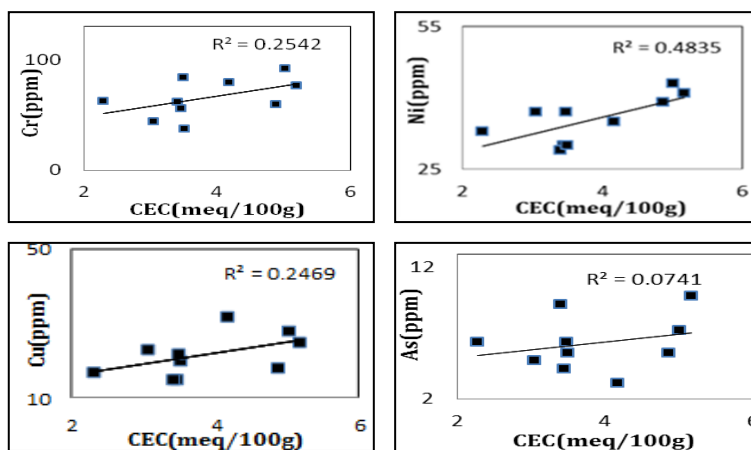 R² = 0.2542
100
Cr(ppm)
0
2 4 6
CEC(meq/100g)
55
R² = 0.4835
Ni(ppm)
25
2 4 6
CEC(meq/100g)
50
R² = 0.2469
Cu(ppm)
10
2 4 6
CEC(meq/100g)
12
R² = 0.0741
As(ppm)
2
2 4 6
CEC(meq/100g)